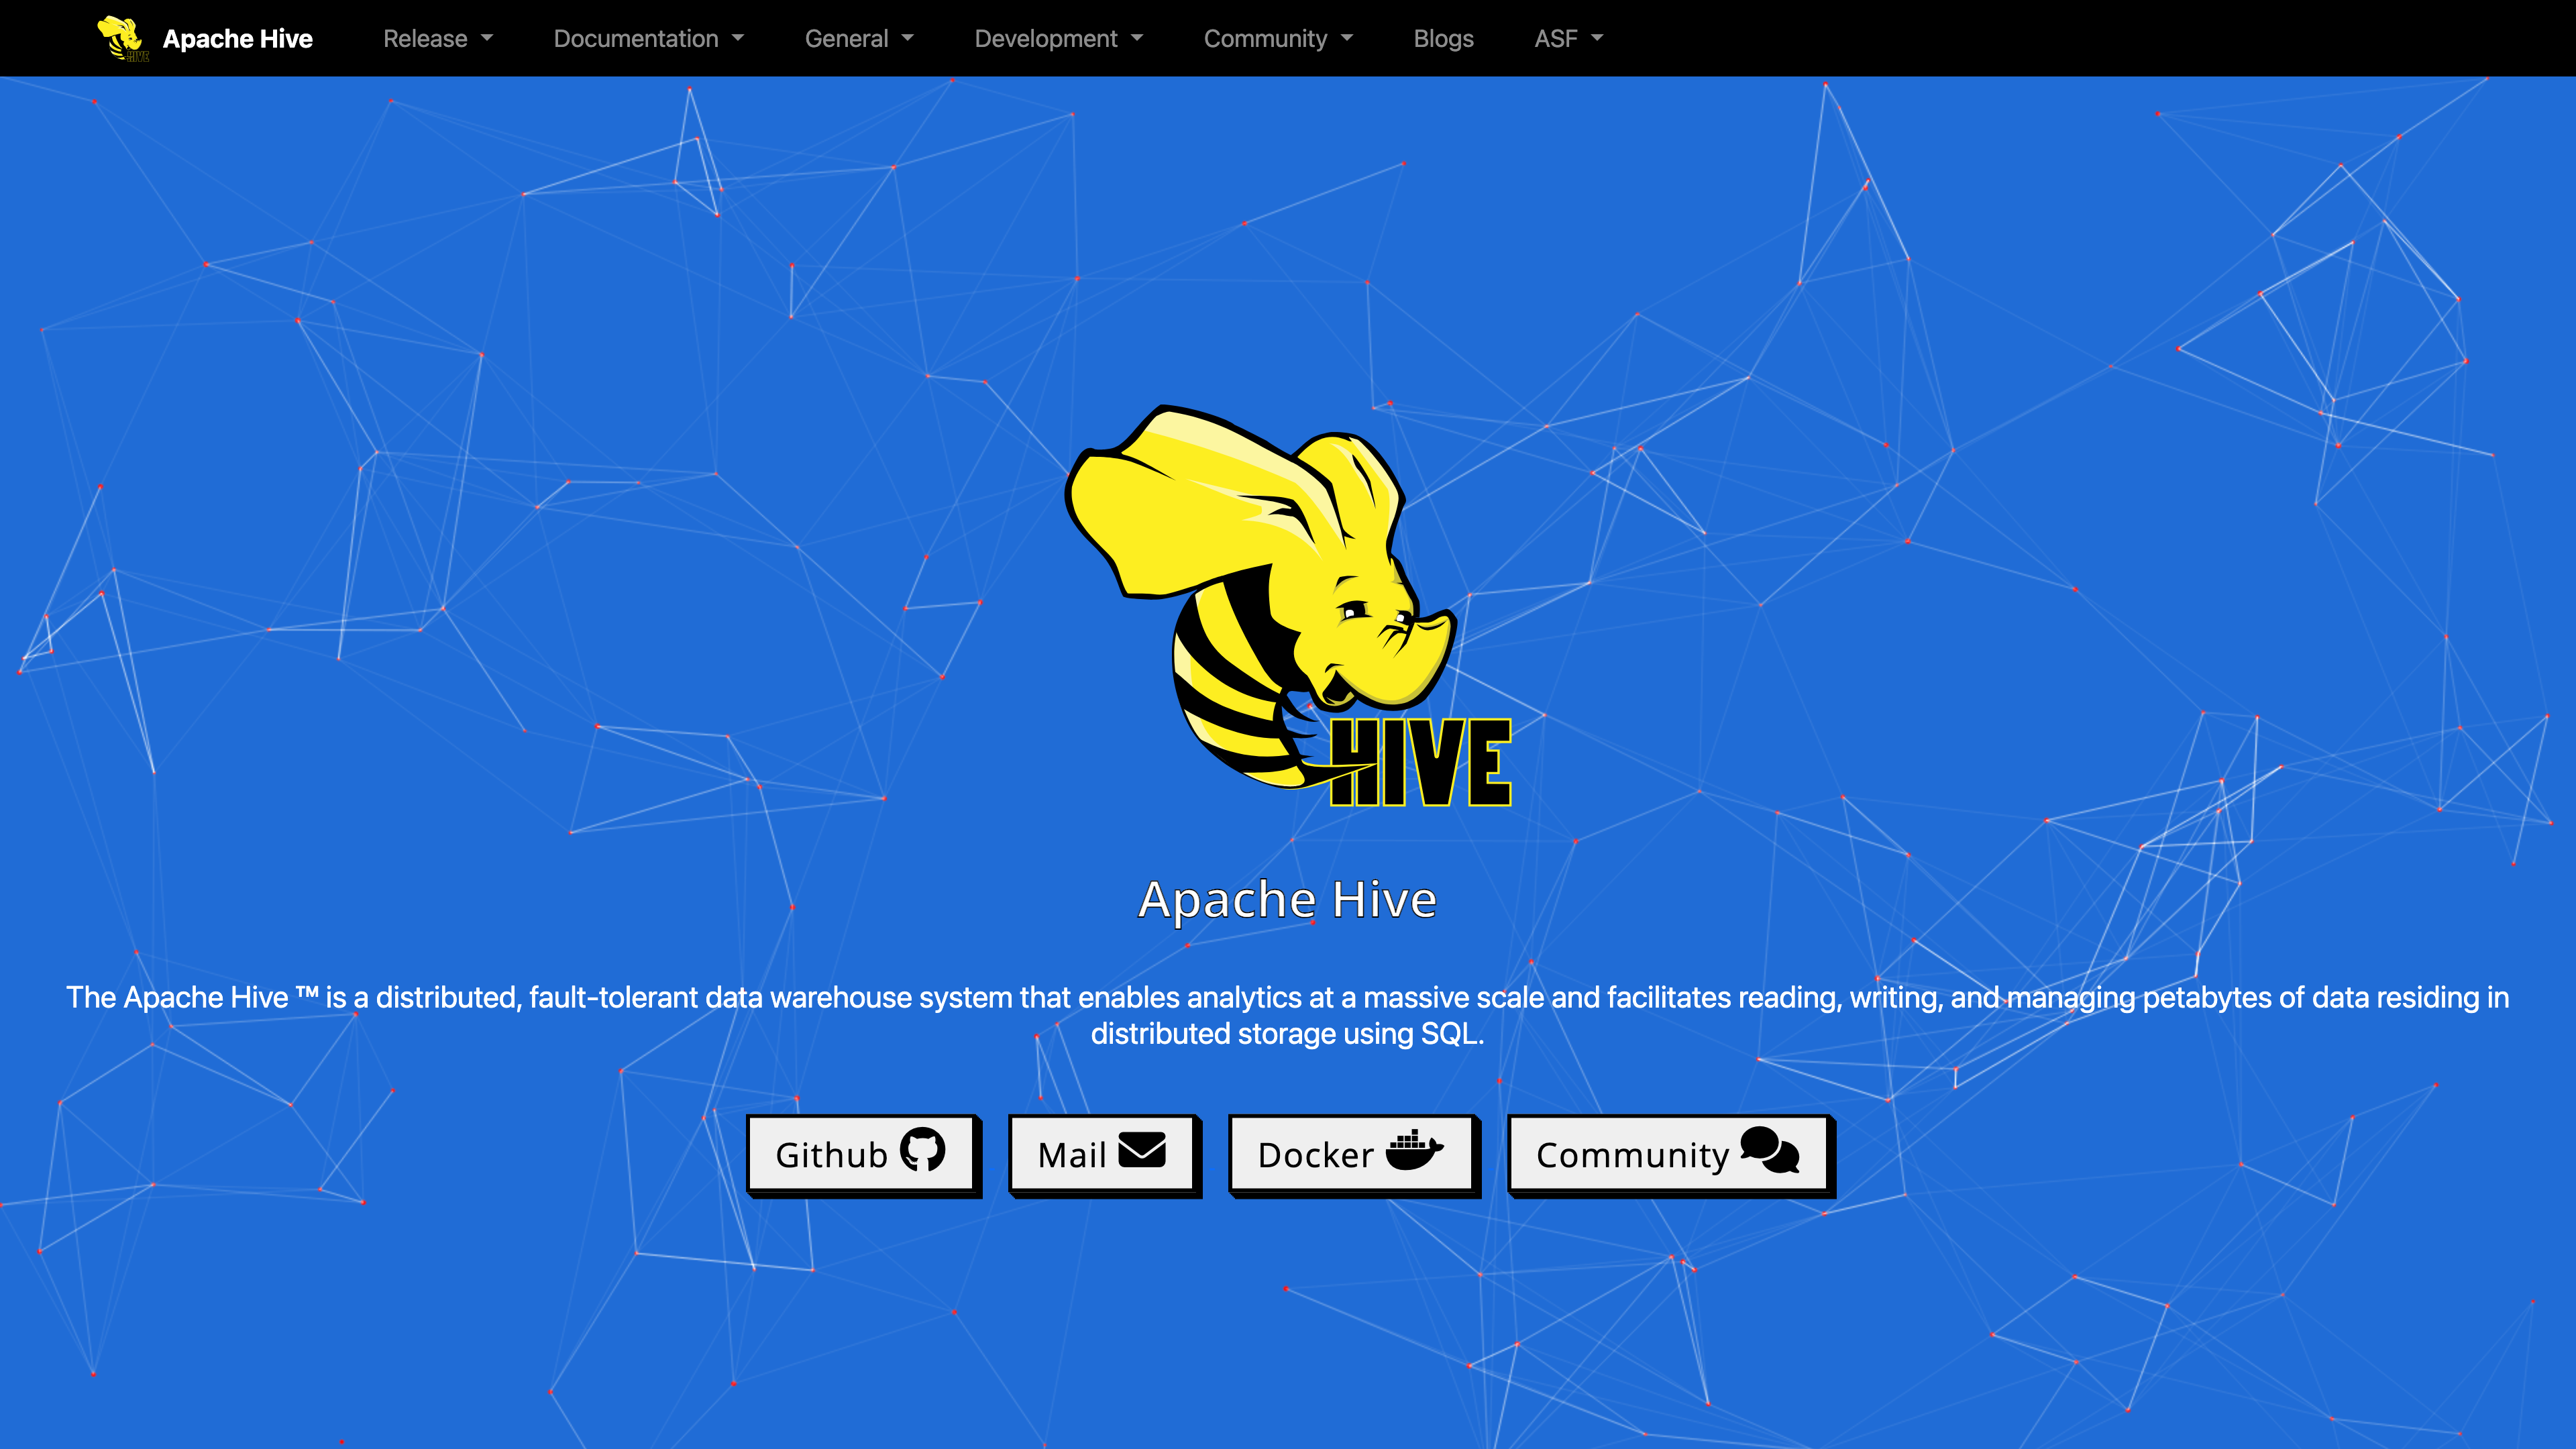 HIVE Apache Hive Release Documentation General Development Community Blogs ASF
HIVE
Apache Hive
The Apache Hive ™ is a distributed, fault-tolerant data warehouse system that enables analytics at a massive scale and facilitates reading, writing, and managing petabytes of data residing in
distributed storage using SQL.
Github Mail Docker Community